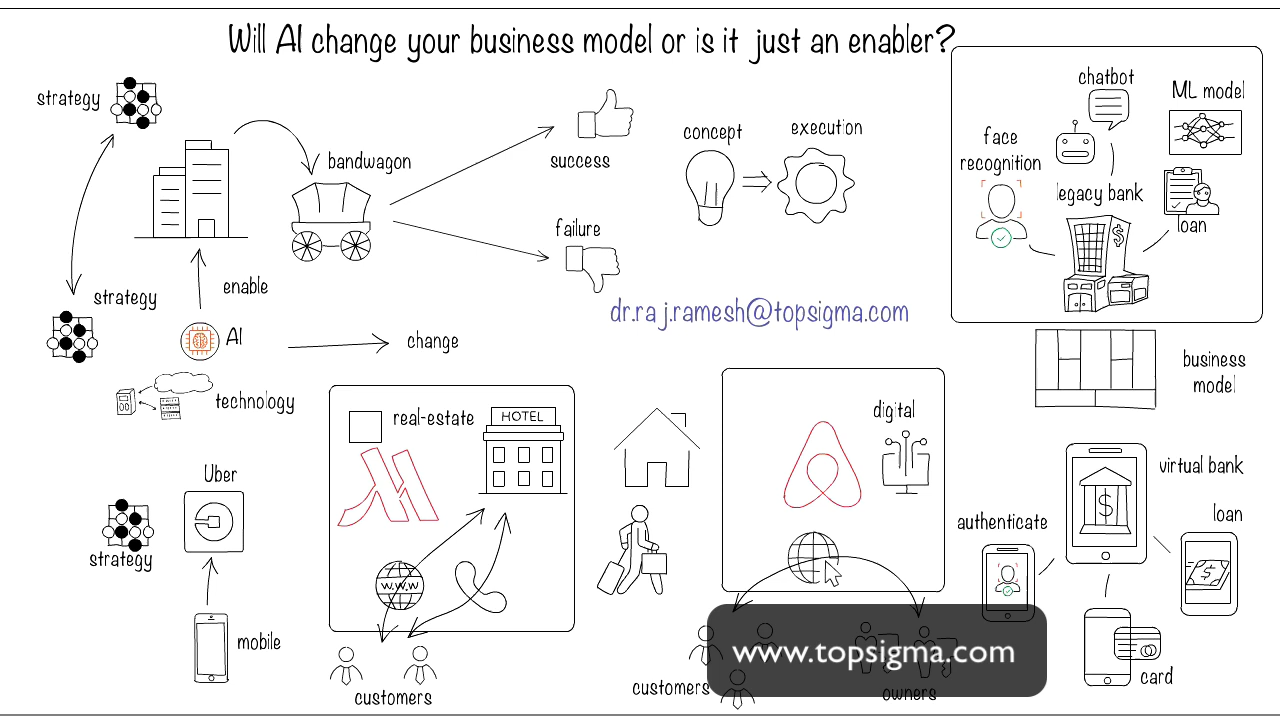 Will AI change your business model or is it just an enabler?
strategy
bandwagon
success
failure
concept
execution
chatbot
ML model
face
recognition
legacy bank
loan
strategy
enable
AI
change
technology
dr.raj.ramesh@topsigma.com
business
model
real-estate
HOTEL
digital
Uber
strategy
mobile
www
customers
virtual bank
authenticate
loan
card
customers
owners
www.topsigma.com